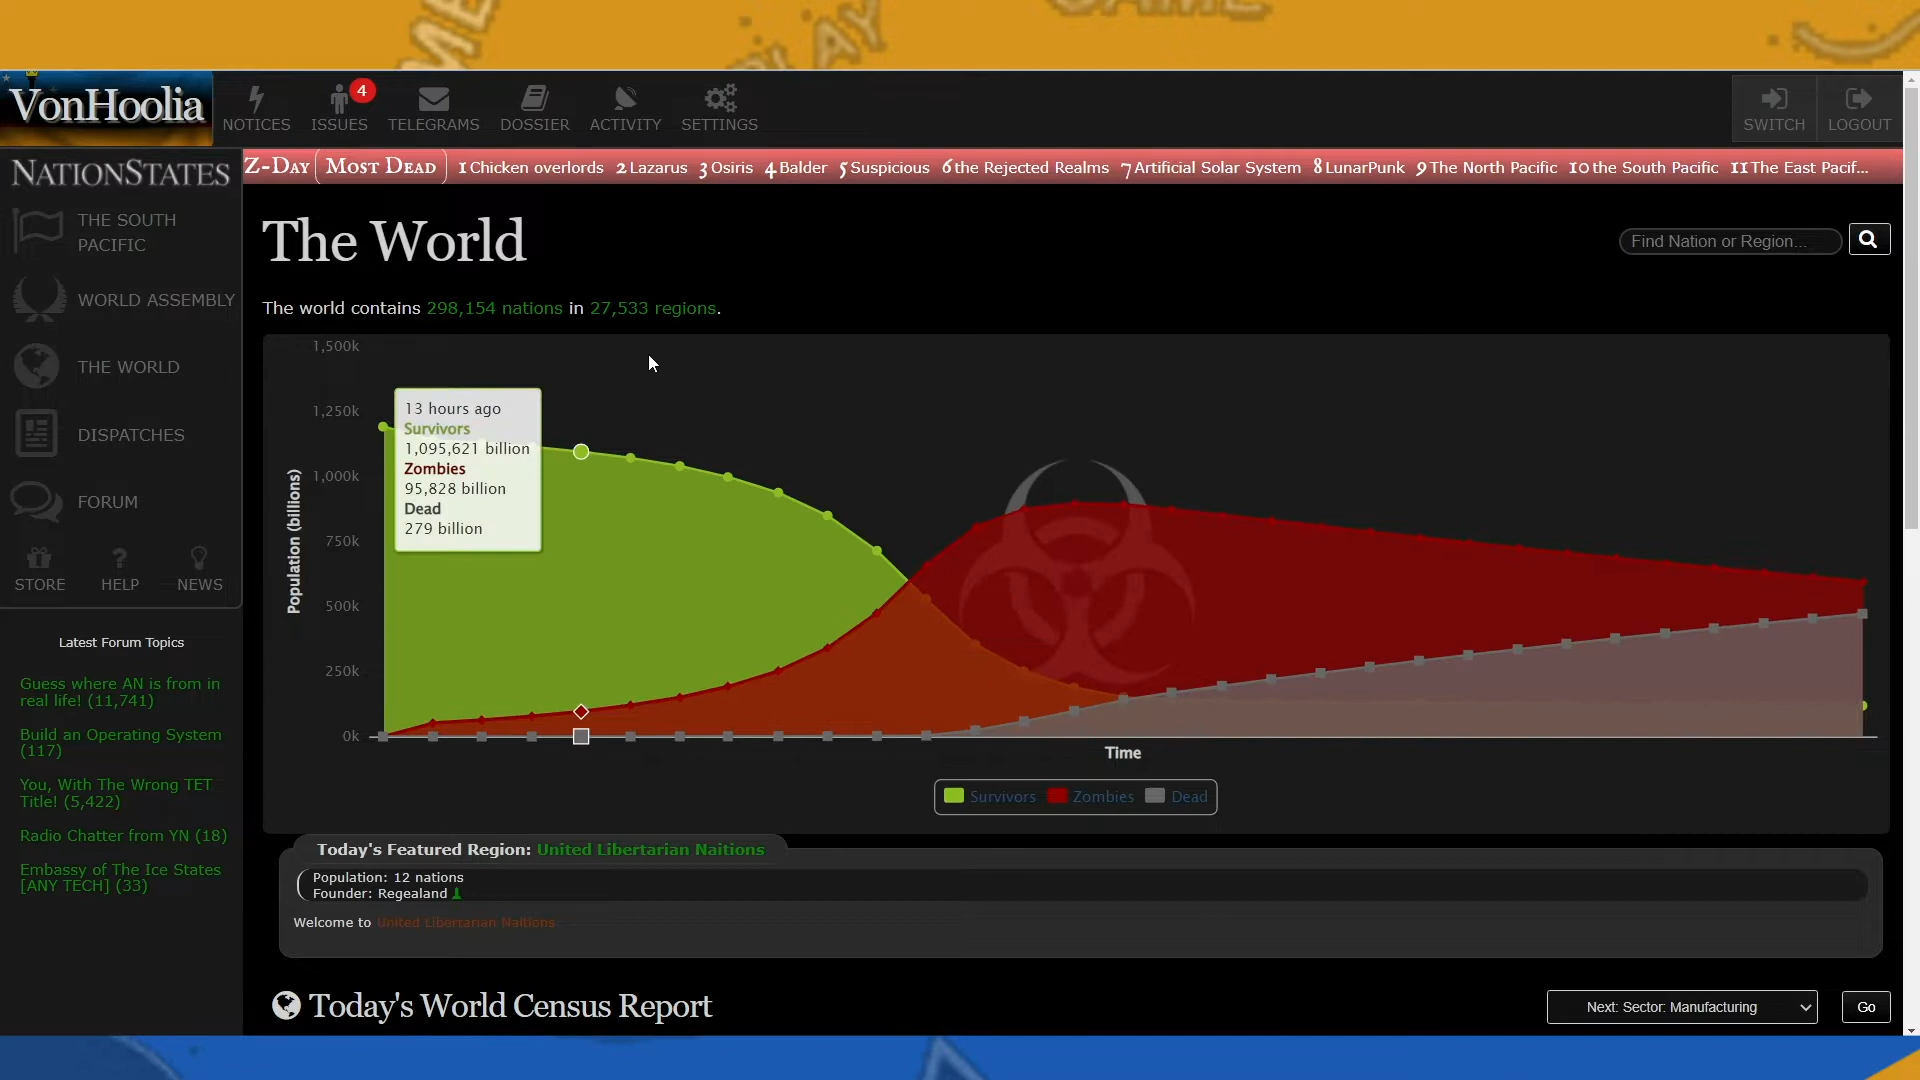 PLAY
GAME
VonHoolia
NOTICES
4
ISSUES
TELEGRAMS
DOSSIER
ACTIVITY
SETTINGS
SWITCH
LOGOUT
NATIONSTATES
Z-DAY MOST DEAD 1 Chicken overlords 2 Lazarus 3 Osiris 4 Balder 5 Suspicious 6 the Rejected Realms 7 Artificial Solar System 8 LunarPunk 9 The North Pacific 10 the South Pacific 11 The East Pacif...
THE SOUTH
PACIFIC
WORLD ASSEMBLY
THE WORLD
DISPATCHES
FORUM
STORE
HELP
NEWS
Latest Forum Topics
Guess where AN is from in
real life! (11,741)
Build an Operating System
(117)
You, With The Wrong TET
Title! (5,422)
Radio Chatter from YN (18)
Embassy of The Ice States
[ANY TECH] (33)
The World
Find Nation or Region...
The world contains 298,154 nations in 27,533 regions.
1,500k
1,250k
1,000k
750k
500k
250k
0k
Population (billions)
13 hours ago
Survivors
1,095,621 billion
Zombies
95,828 billion
Dead
279 billion
Time
Survivors Zombies Dead
Today's Featured Region: United Libertarian Naitions
Population: 12 nations
Founder: Regealand
Welcome to United Libertarian Naitions
Today's World Census Report
Next: Sector: Manufacturing
Go